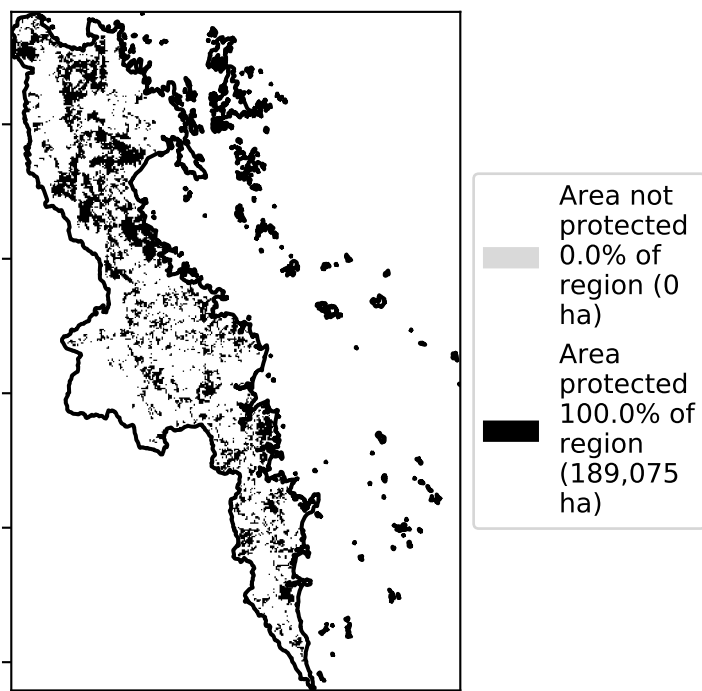 Area not
protected
0.0% of
region (0
ha)
Area
protected
100.0% of
region
(189,075
ha)